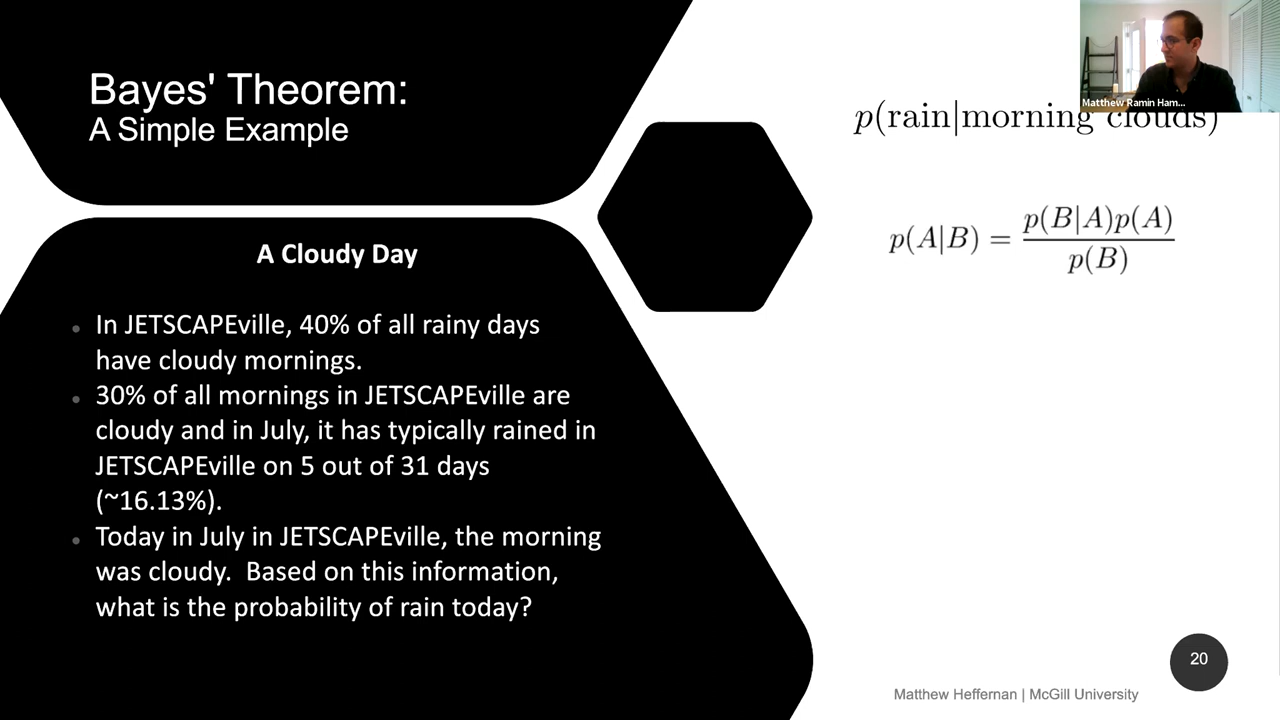 Bayes' Theorem:
A Simple Example
Matthew Ramin Ham...
p(rain|morning clouds)
p(A|B) = p(B|A)p(A) / p(B)
A Cloudy Day
• In JETSCAPEville, 40% of all rainy days
have cloudy mornings.
• 30% of all mornings in JETSCAPEville are
cloudy and in July, it has typically rained in
JETSCAPEville on 5 out of 31 days
(~16.13%).
• Today in July in JETSCAPEville, the morning
was cloudy.  Based on this information,
what is the probability of rain today?
20
Matthew Heffernan | McGill University